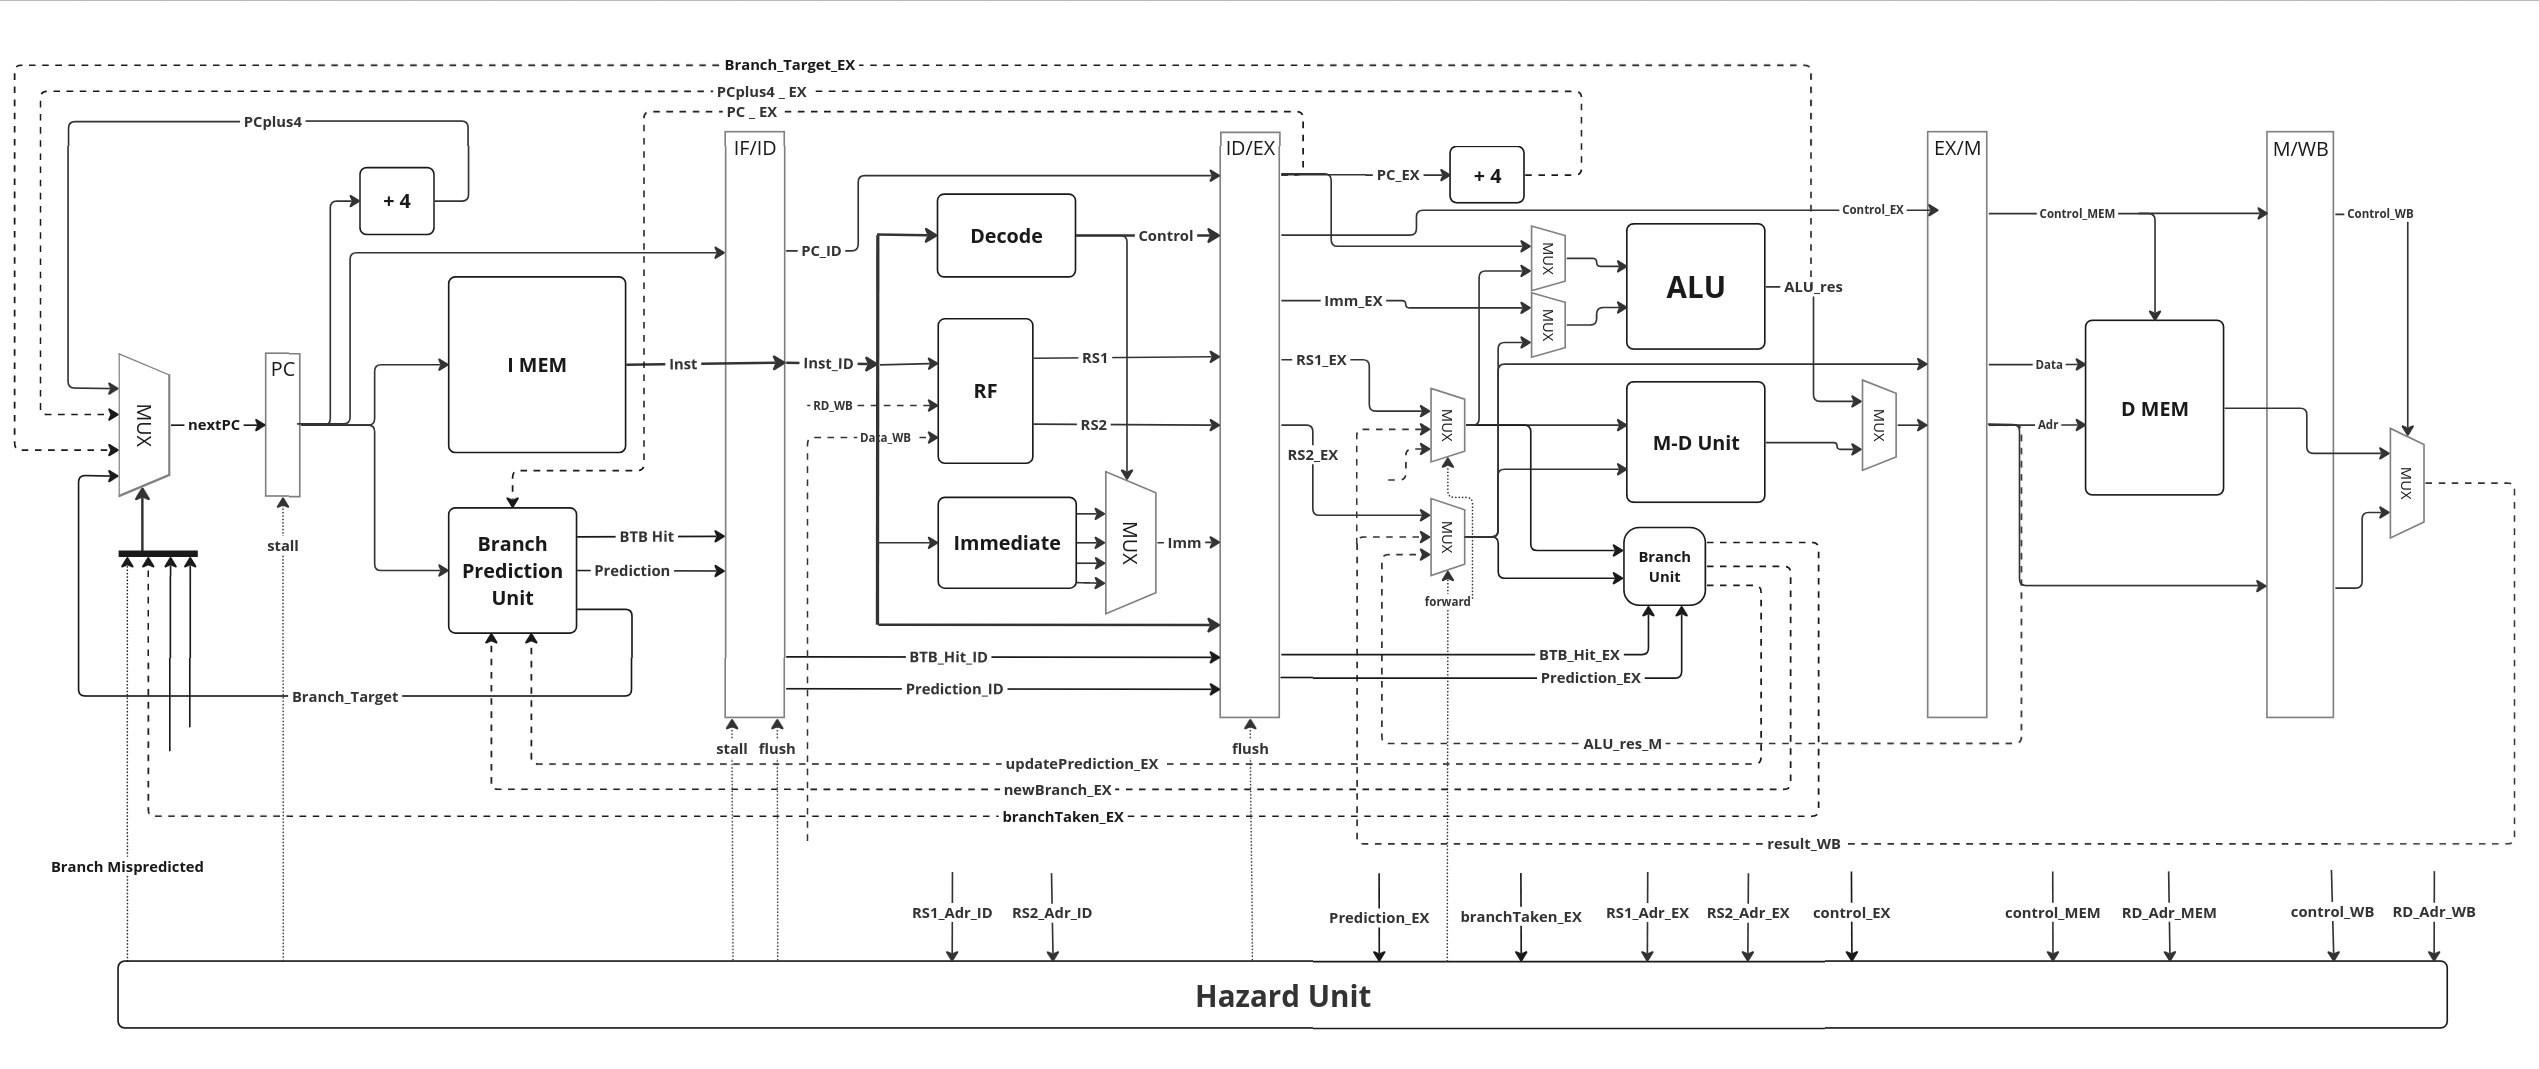 Branch_Target_EX
PCplus4 _ EX
PC _ EX
PCplus4
IF/ID
ID/EX
EX/M
M/WB
+ 4
PC_EX
+ 4
Control_EX
Control_MEM
Control_WB
PC_ID
Decode
Control
MUX
ALU
ALU_res
Imm_EX
MUX
I MEM
Inst
Inst_ID
RS1
RS1_EX
PC
RF
RD_WB
Data_WB
RS2
RS2_EX
MUX
nextPC
MUX
M-D Unit
MUX
Data
Adr
D MEM
MUX
stall
Branch
Prediction
Unit
BTB Hit
Prediction
Immediate
MUX
Imm
MUX
Branch
Unit
forward
BTB_Hit_ID
BTB_Hit_EX
Prediction_ID
Prediction_EX
Branch_Target
stall
flush
flush
ALU_res_M
updatePrediction_EX
newBranch_EX
branchTaken_EX
result_WB
Branch Mispredicted
RS1_Adr_ID
RS2_Adr_ID
Prediction_EX
branchTaken_EX
RS1_Adr_EX
RS2_Adr_EX
control_EX
control_MEM
RD_Adr_MEM
control_WB
RD_Adr_WB
Hazard Unit